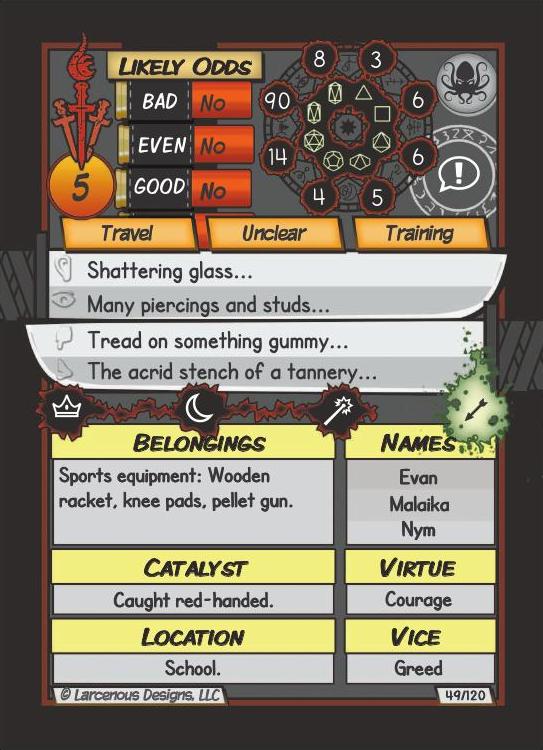 LIKELY ODDS
BAD No
EVEN No
GOOD No
5
8
3
90
6
14
6
4
5
!
Travel
Unclear
Training
Shattering glass...
Many piercings and studs...
Tread on something gummy...
The acrid stench of a tannery...
BELONGINGS
Sports equipment: Wooden
racket, knee pads, pellet gun.
NAMES
Evan
Malaika
Nym
CATALYST
Caught red-handed.
VIRTUE
Courage
LOCATION
School.
VICE
Greed
© Larcenous Designs, LLC
49/120